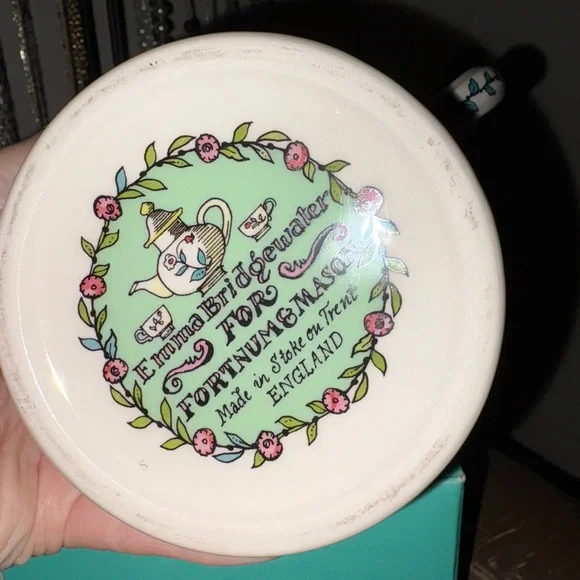 Emma Bridgewater
FOR
FORTNUM & MASON
Made in Stoke on Trent
ENGLAND